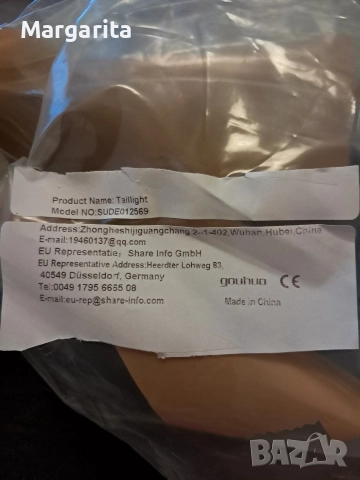 Margarita
Product Name: Taillight
Model NO:SUDE012569
Address:Zhongheshijiguangchang 2-1-402,Wuhan,Hubei,China
E-mail:19460137@qq.com
EU Representatie: Share Info GmbH
EU Representative Address:Heerdter Lohweg 83,
40549 Düsseldorf, Germany
Tel:0049 1795 6665 08
E-mail:eu-rep@share-info.com
gouhuo CE
Made in China
BAZAR